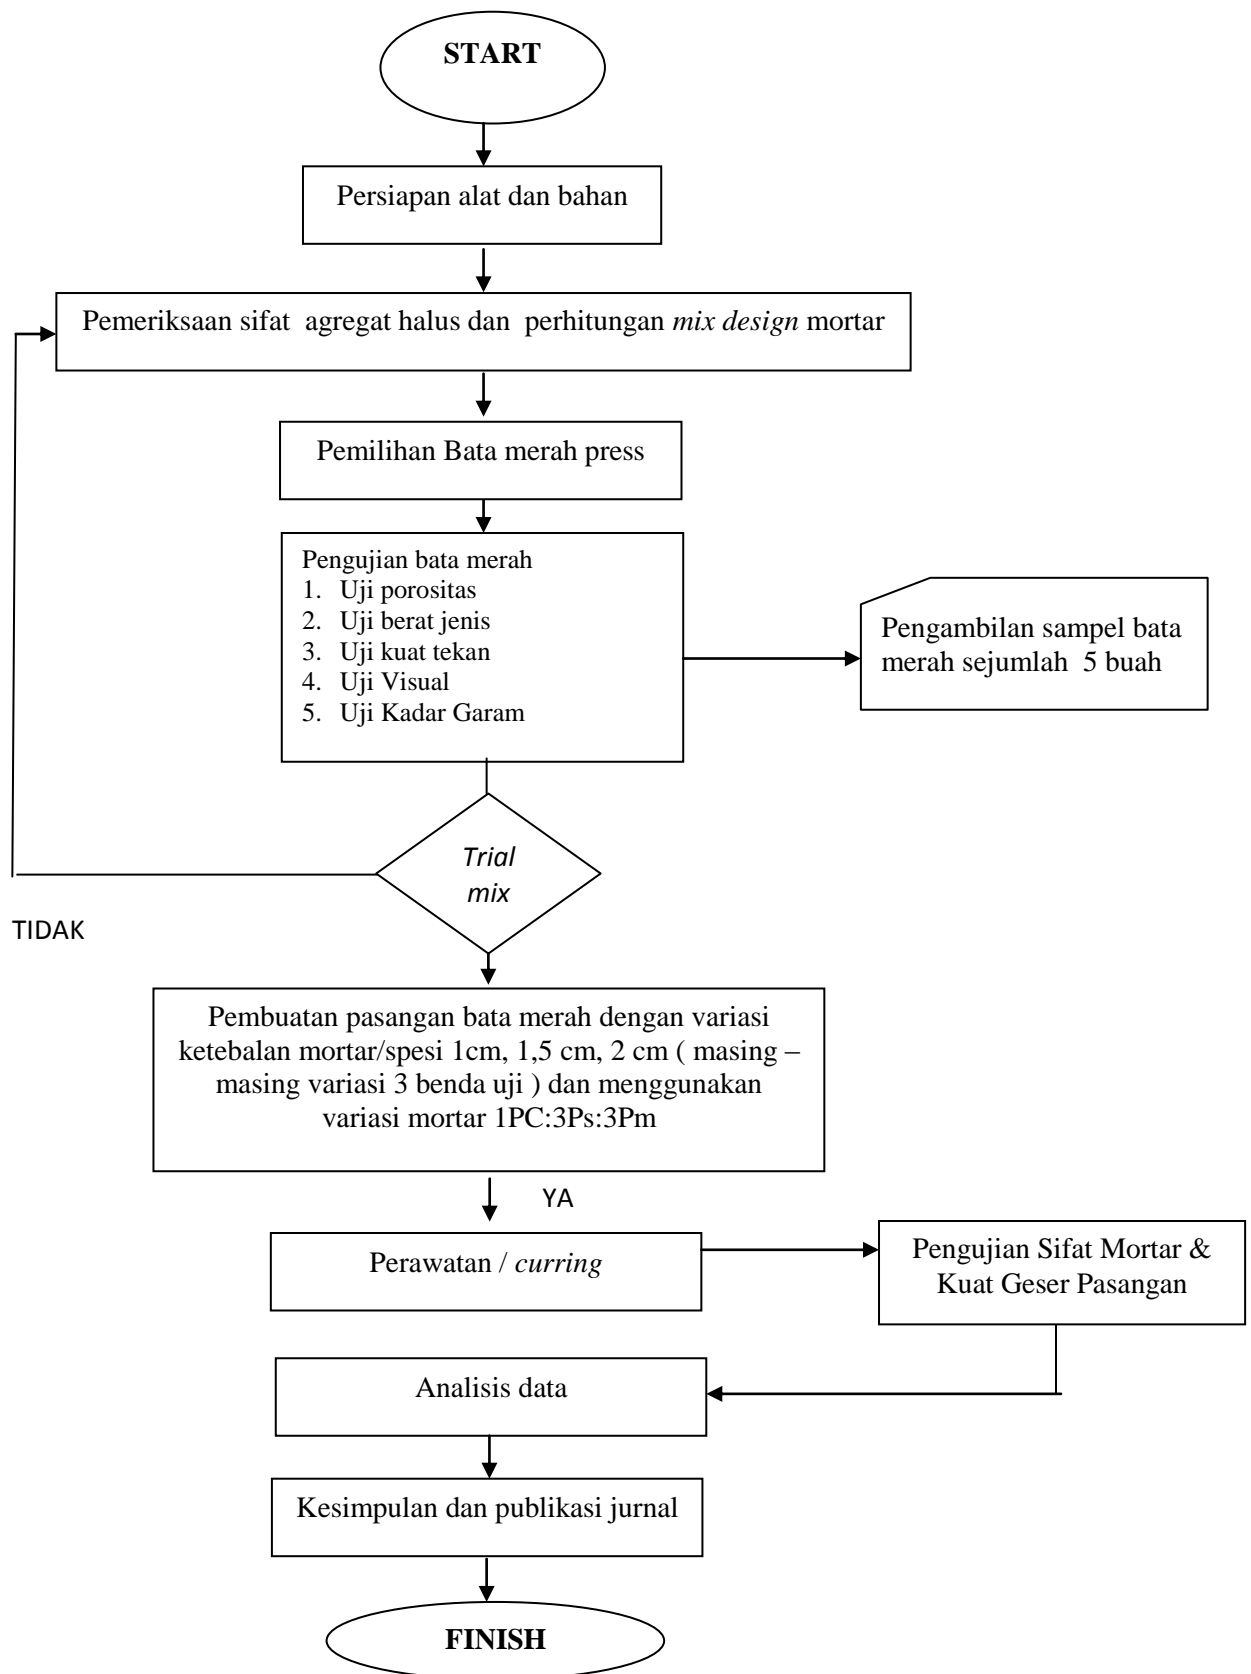 START
Persiapan alat dan bahan
Pemeriksaan sifat agregat halus dan perhitungan mix design mortar
Pemilihan Bata merah press
Pengujian bata merah
1. Uji porositas
2. Uji berat jenis
3. Uji kuat tekan
4. Uji Visual
5. Uji Kadar Garam
Pengambilan sampel bata
merah sejumlah 5 buah
Trial
mix
TIDAK
Pembuatan pasangan bata merah dengan variasi
ketebalan mortar/spesi 1cm, 1,5 cm, 2 cm ( masing –
masing variasi 3 benda uji ) dan menggunakan
variasi mortar 1PC:3Ps:3Pm
YA
Perawatan / curring
Pengujian Sifat Mortar &
Kuat Geser Pasangan
Analisis data
Kesimpulan dan publikasi jurnal
FINISH